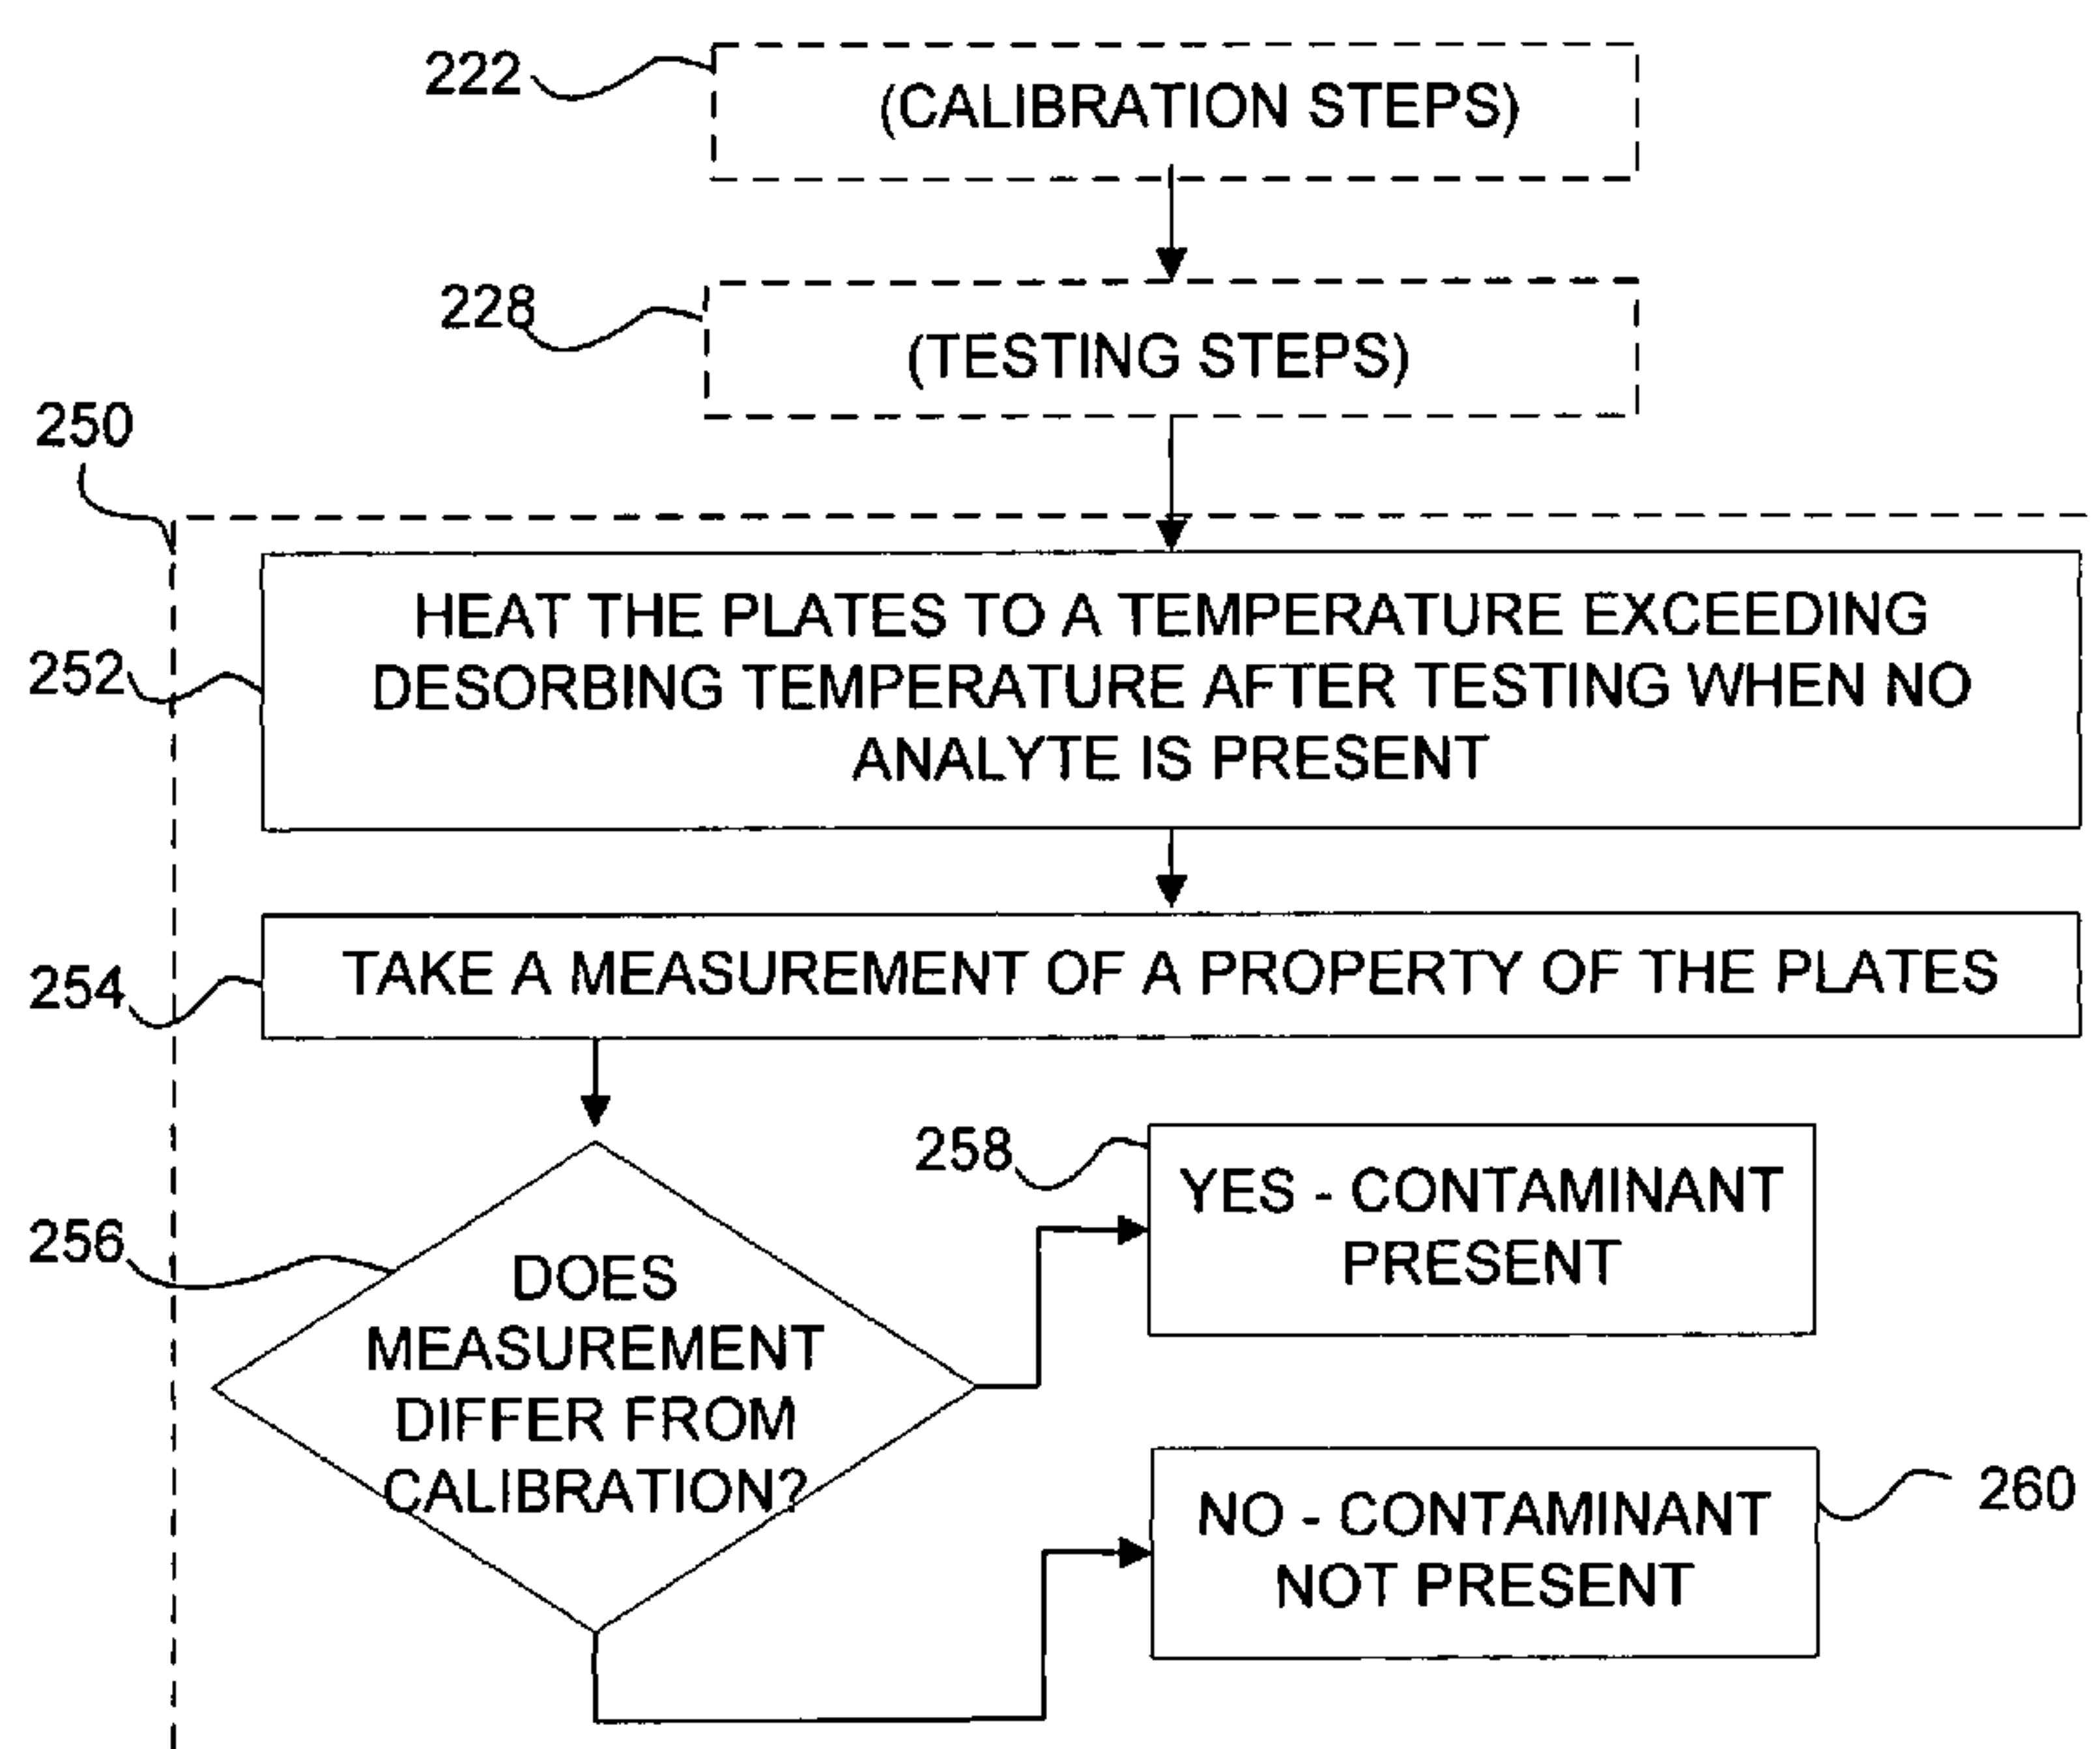 222
(CALIBRATION STEPS)
228
(TESTING STEPS)
250
HEAT THE PLATES TO A TEMPERATURE EXCEEDING
252
DESORBING TEMPERATURE AFTER TESTING WHEN NO
ANALYTE IS PRESENT
254
TAKE A MEASUREMENT OF A PROPERTY OF THE PLATES
256
DOES
MEASUREMENT
DIFFER FROM
CALIBRATION?
258
YES - CONTAMINANT
PRESENT
260
NO - CONTAMINANT
NOT PRESENT